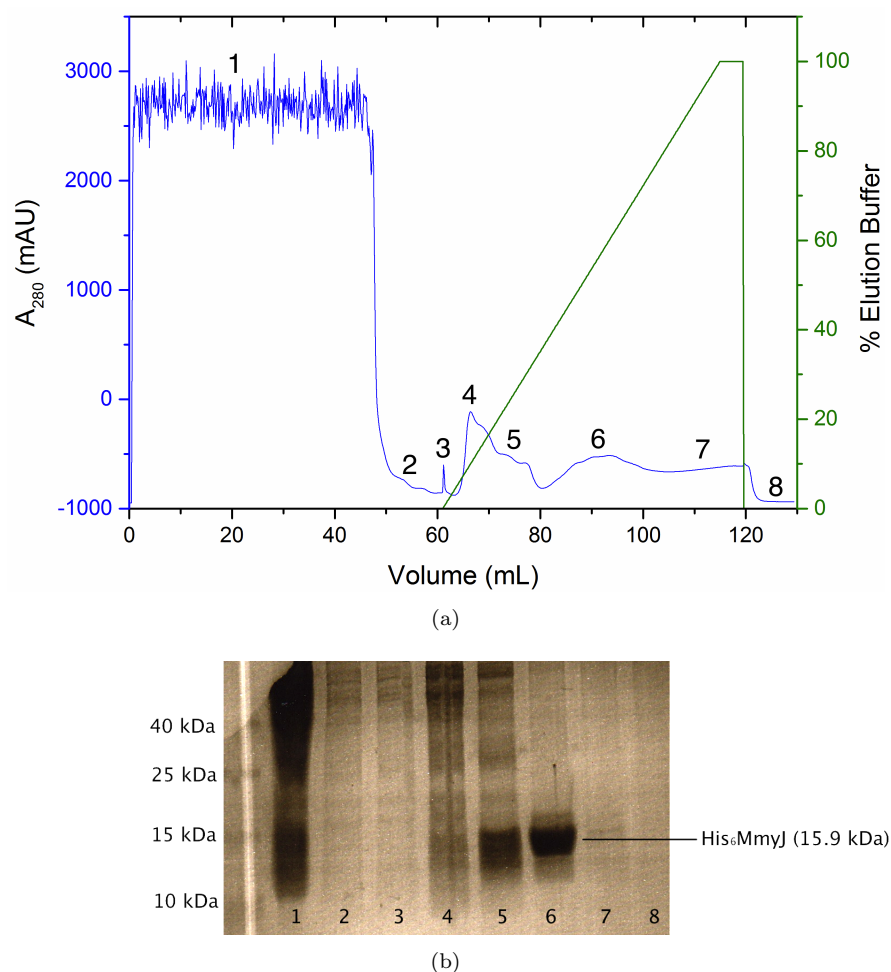 1
3000
2000
1000
0
-1000
A280 (mAU)
100
80
60
40
20
0
% Elution Buffer
2
3
4
5
6
7
8
0
20
40
60
80
100
120
Volume (mL)
(a)
40 kDa
25 kDa
15 kDa
10 kDa
His6MmyJ (15.9 kDa)
1 2 3 4 5 6 7 8
(b)